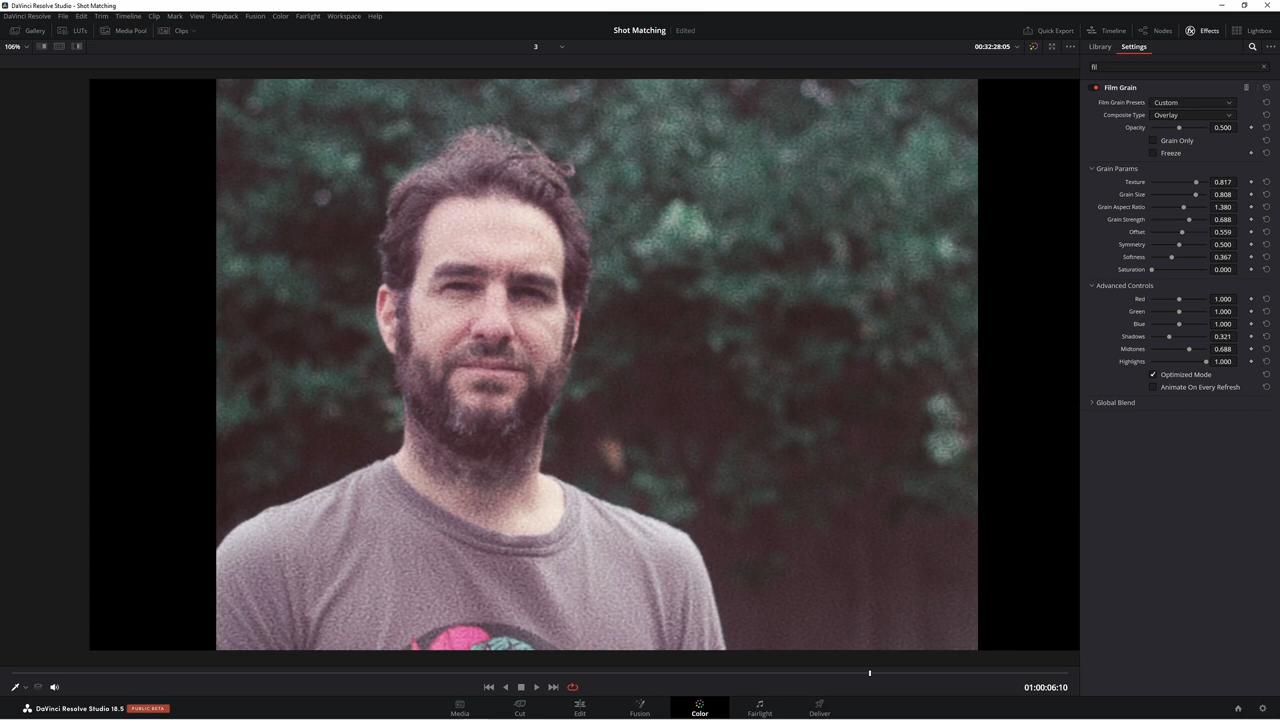 DaVinci Resolve Studio - Shot Matching
DaVinci Resolve File Edit Trim Timeline Clip Mark View Playback Fusion Color Fairlight Workspace Help
Gallery LUTs Media Pool Clips Shot Matching Edited Quick Export Timeline Nodes Effects Lightbox
106% 3 00:32:28:05 Library Settings
fil
Film Grain
Film Grain Presets Custom
Composite Type Overlay
Opacity 0.500
Grain Only
Freeze
Grain Params
Texture 0.817
Grain Size 0.808
Grain Aspect Ratio 1.380
Grain Strength 0.688
Offset 0.559
Symmetry 0.500
Softness 0.367
Saturation 0.000
Advanced Controls
Red 1.000
Green 1.000
Blue 1.000
Shadows 0.321
Midtones 0.688
Highlights 1.000
Optimized Mode
Animate On Every Refresh
Global Blend
01:00:06:10
DaVinci Resolve Studio 18.5 PUBLIC BETA Media Cut Edit Fusion Color Fairlight Deliver